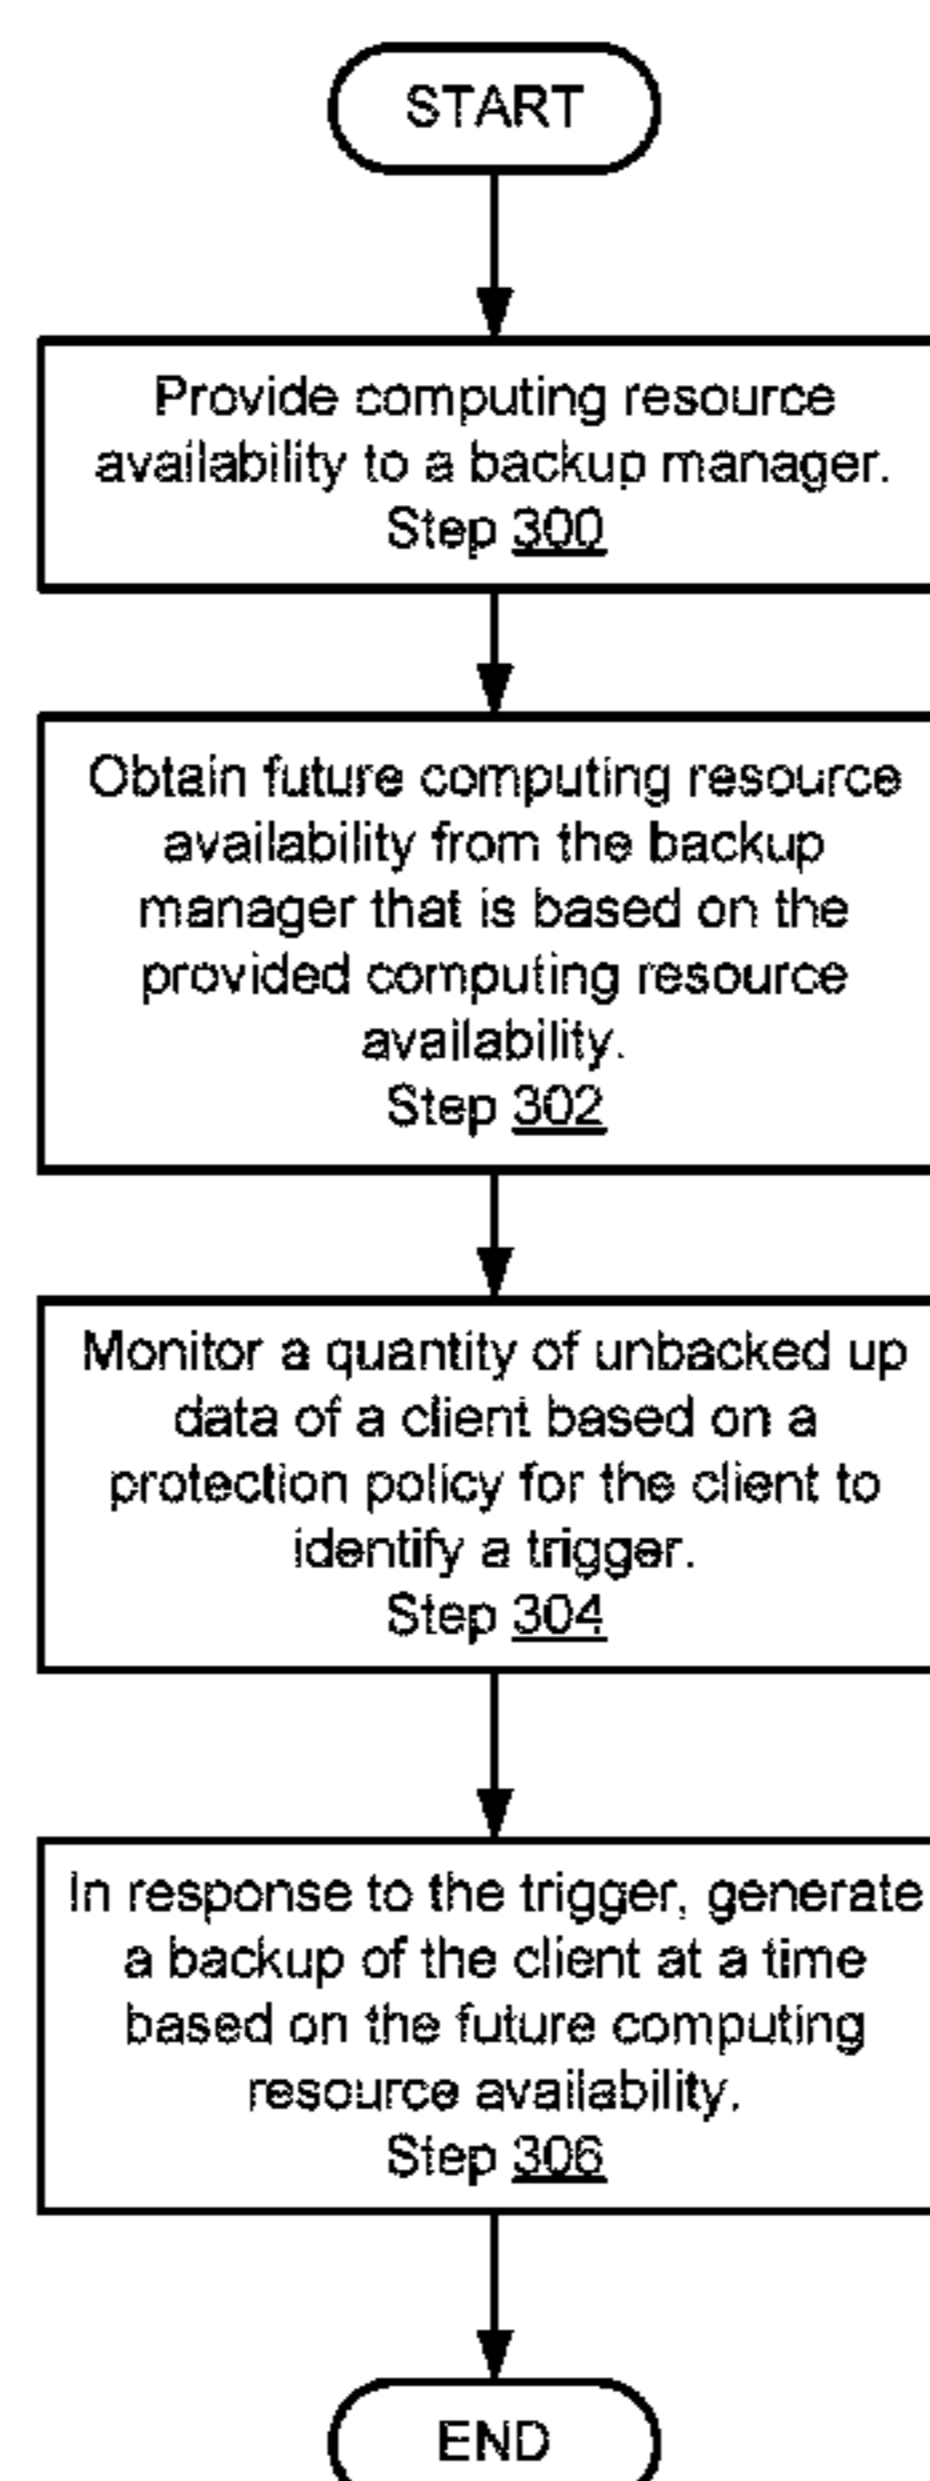 START
Provide computing resource
availability to a backup manager.
Step 300
Obtain future computing resource
availability from the backup
manager that is based on the
provided computing resource
availability.
Step 302
Monitor a quantity of unbacked up
data of a client based on a
protection policy for the client to
identify a trigger.
Step 304
In response to the trigger, generate
a backup of the client at a time
based on the future computing
resource availability.
Step 306
END